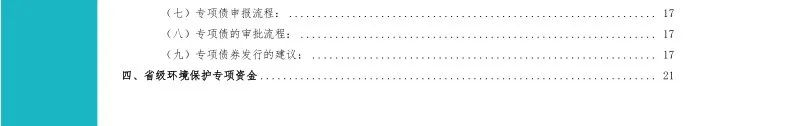 （七）专项债申报流程：................................................................ 17
（八）专项债的审批流程：.............................................................. 17
（九）专项债券发行的建议：............................................................ 17
四、省级环境保护专项资金..................................................................... 21